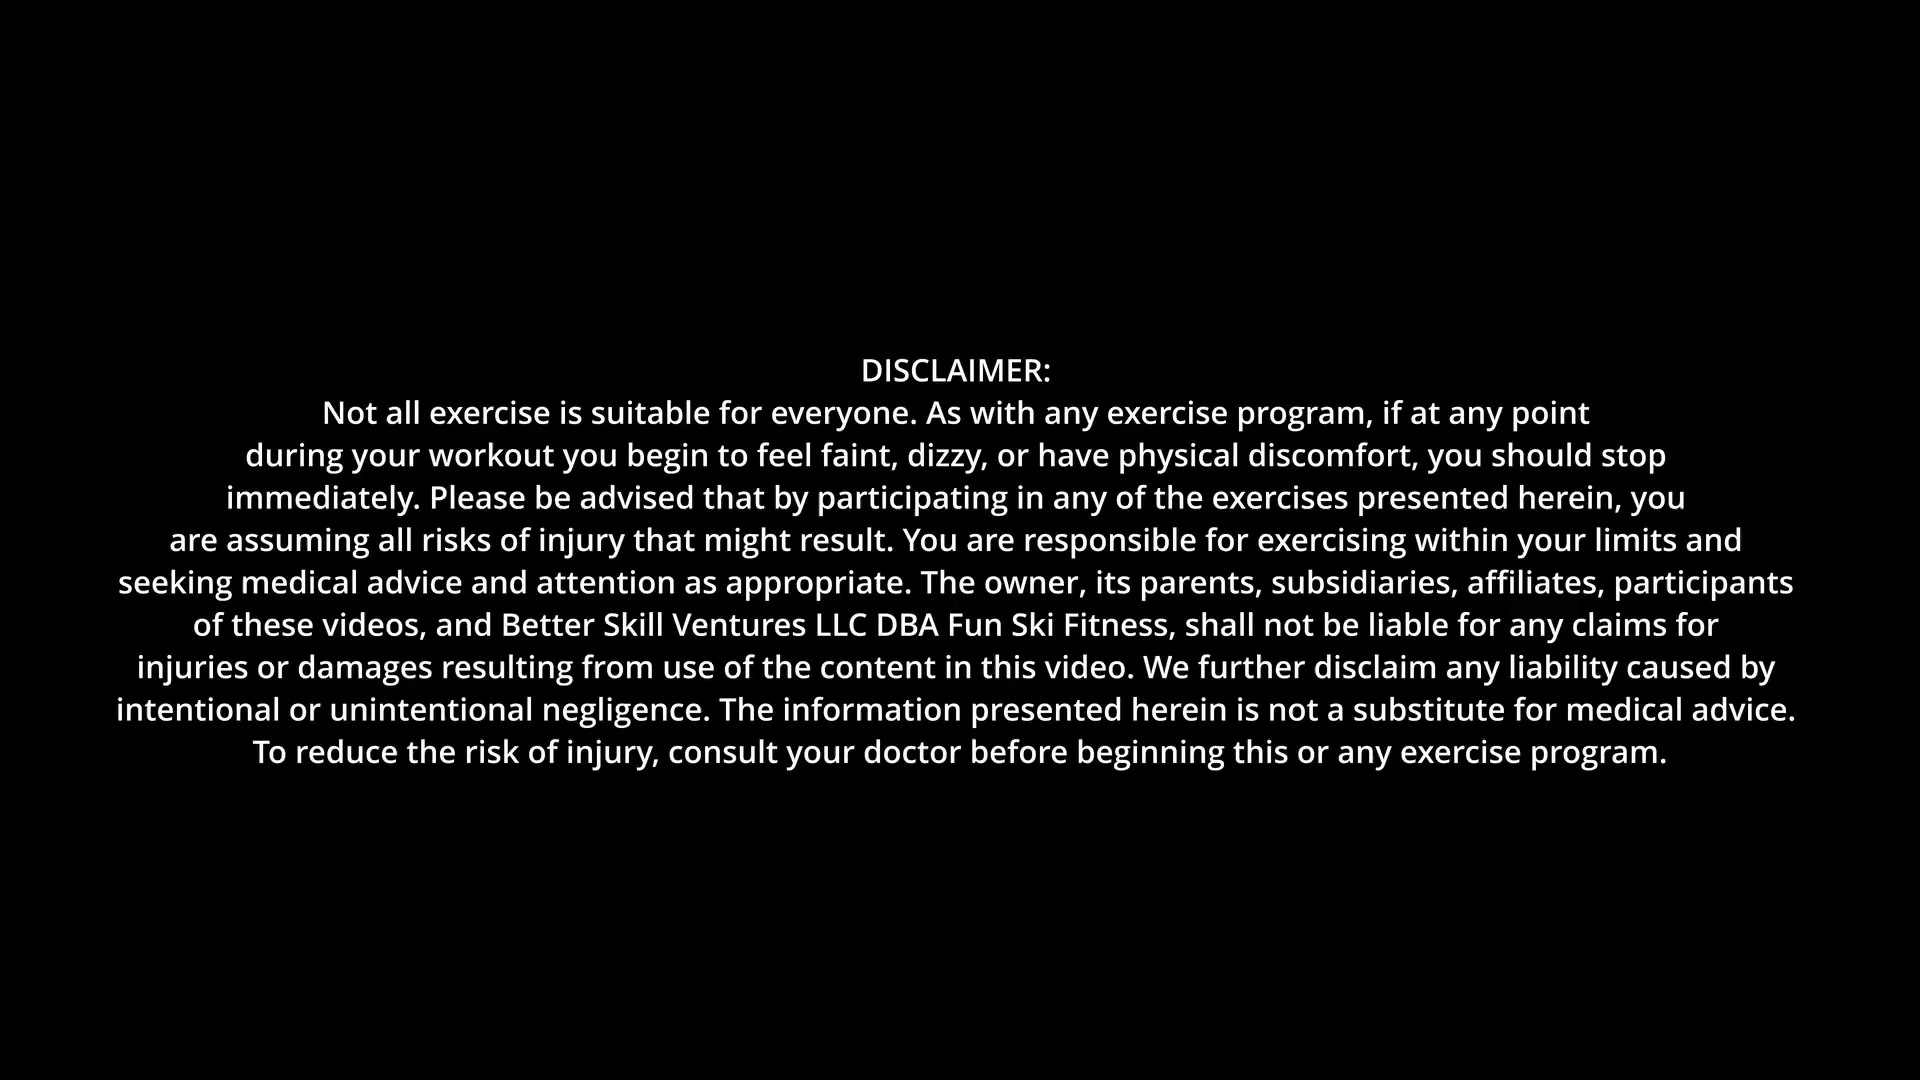 DISCLAIMER:
Not all exercise is suitable for everyone. As with any exercise program, if at any point
during your workout you begin to feel faint, dizzy, or have physical discomfort, you should stop
immediately. Please be advised that by participating in any of the exercises presented herein, you
are assuming all risks of injury that might result. You are responsible for exercising within your limits and
seeking medical advice and attention as appropriate. The owner, its parents, subsidiaries, affiliates, participants
of these videos, and Better Skill Ventures LLC DBA Fun Ski Fitness, shall not be liable for any claims for
injuries or damages resulting from use of the content in this video. We further disclaim any liability caused by
intentional or unintentional negligence. The information presented herein is not a substitute for medical advice.
To reduce the risk of injury, consult your doctor before beginning this or any exercise program.